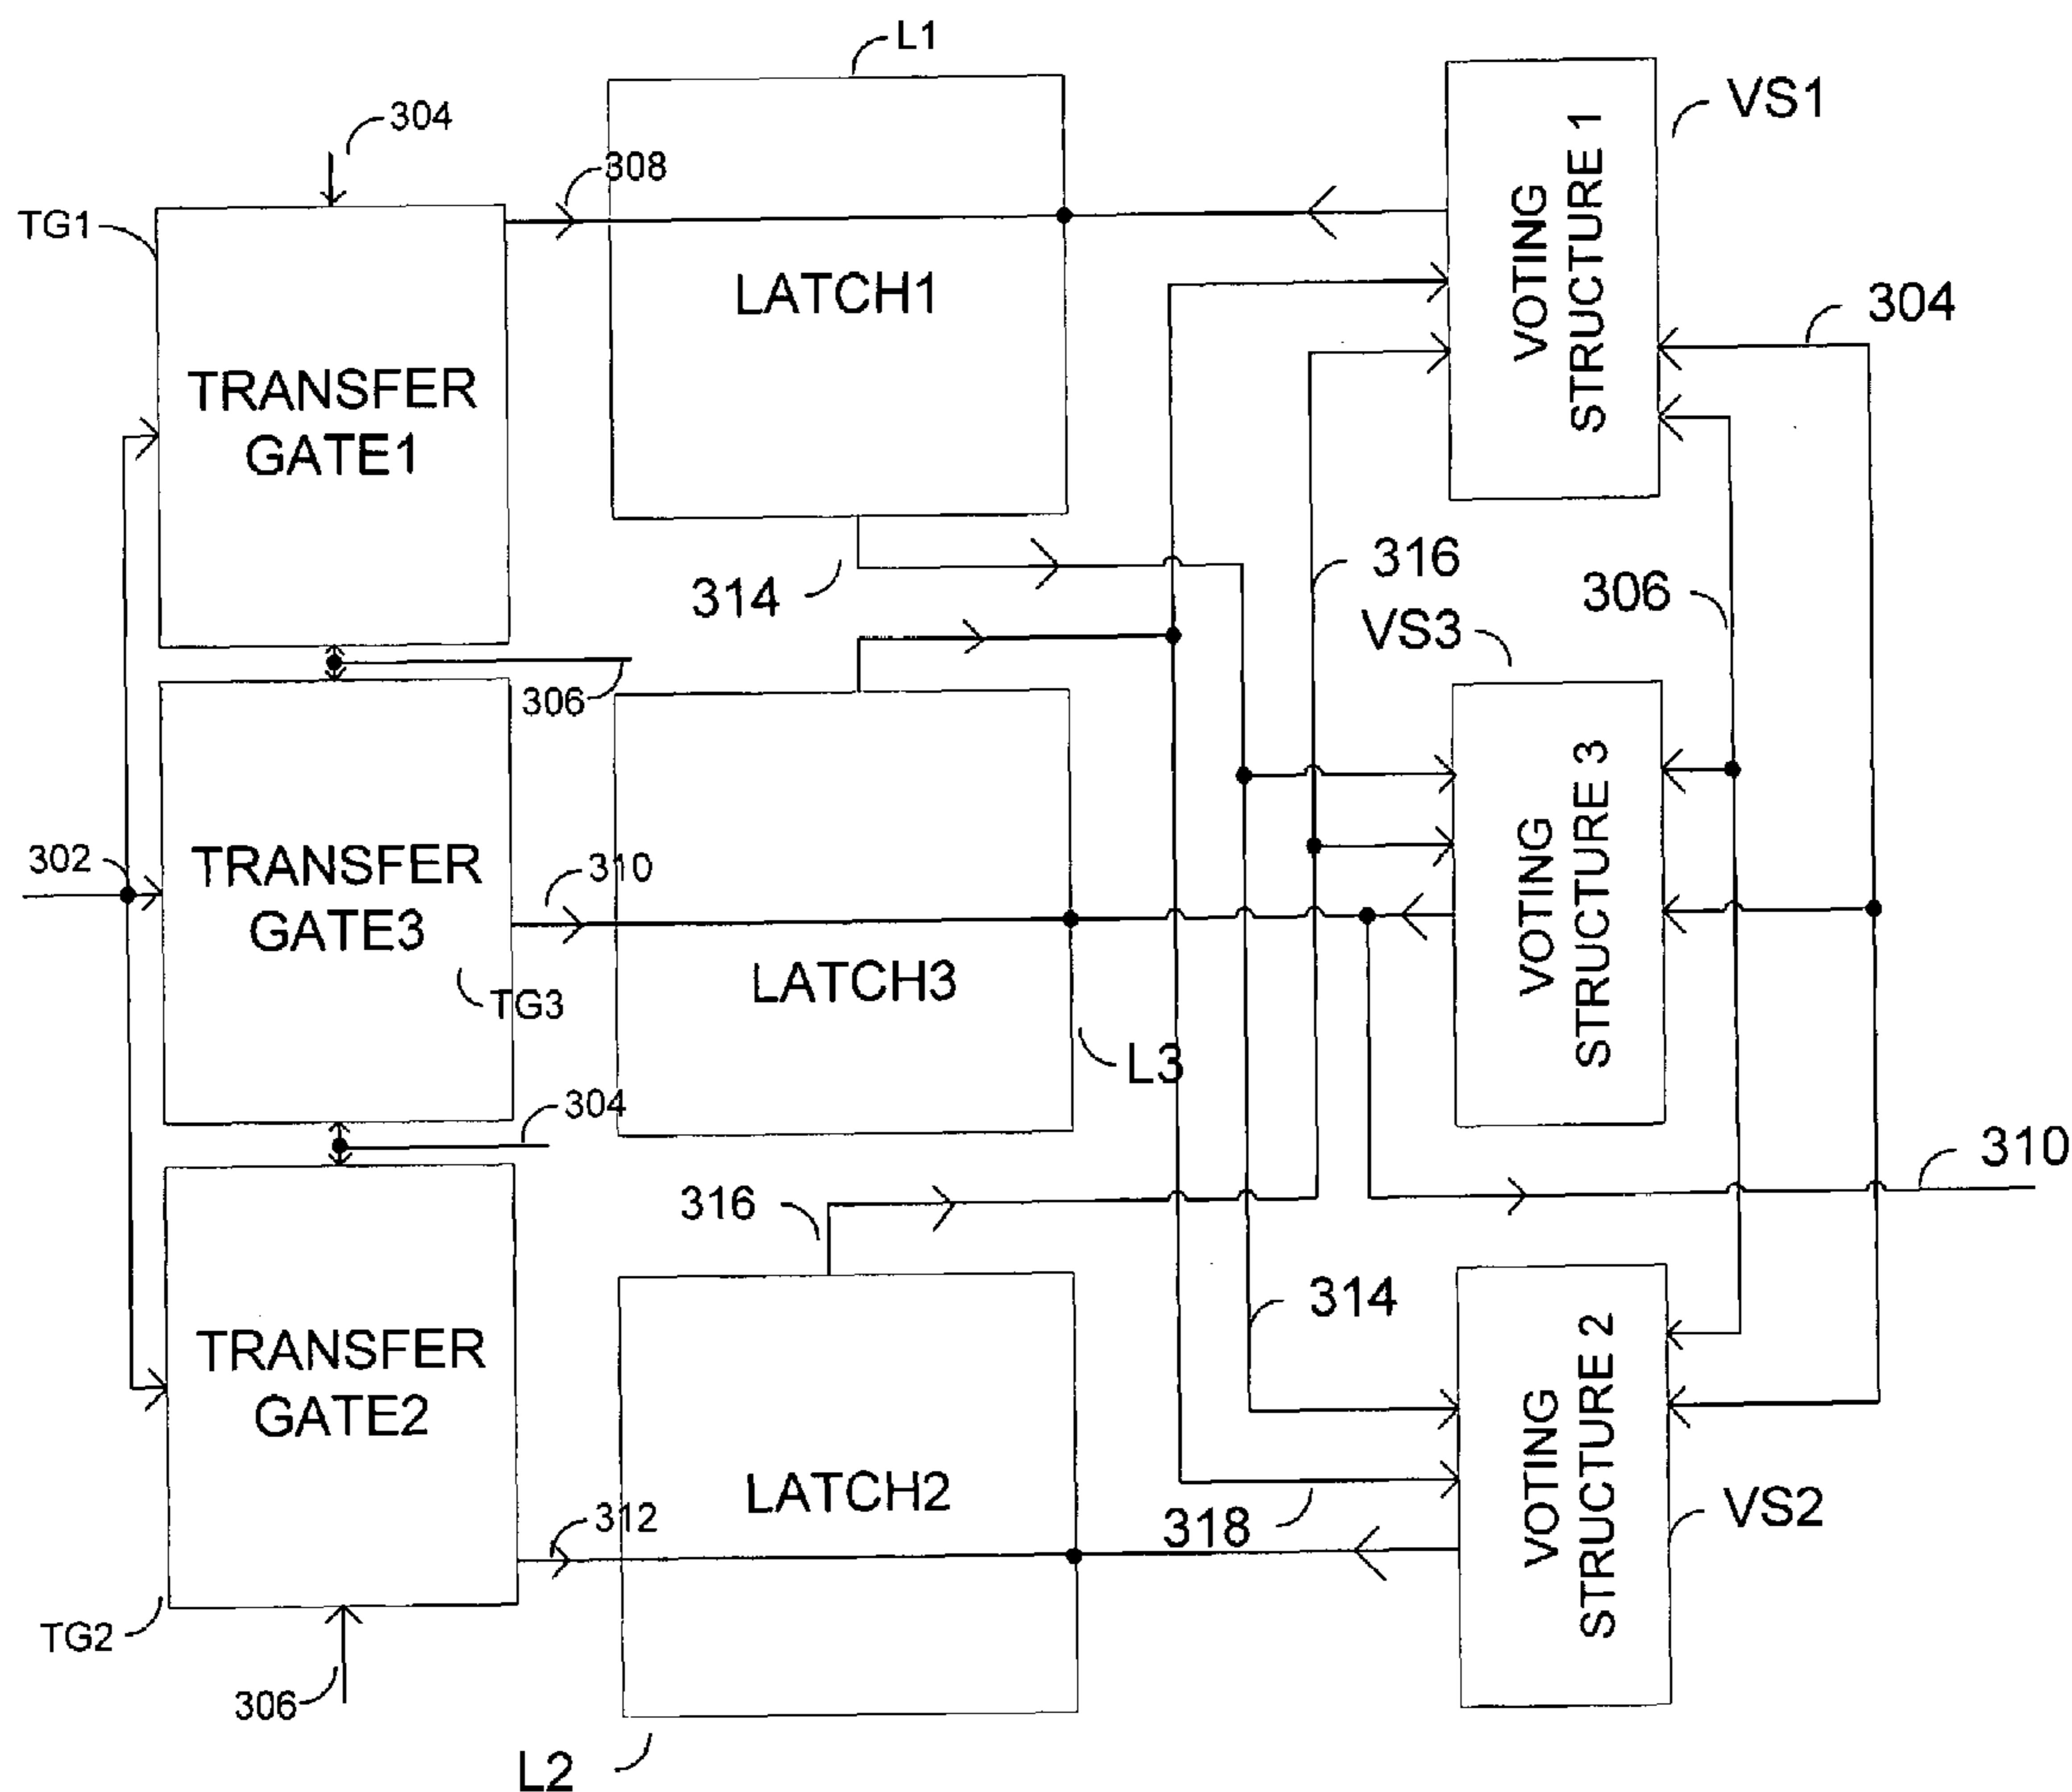 L1
VS1
304
308
VOTING
STRUCTURE 1
TG1
LATCH1
304
TRANSFER
GATE1
316
314
306
VS3
306
VOTING
STRUCTURE 3
302
TRANSFER
GATE3
310
LATCH3
TG3
L3
304
310
316
314
TRANSFER
GATE2
VOTING
STRUCTURE 2
LATCH2
312
318
VS2
TG2
306
L2